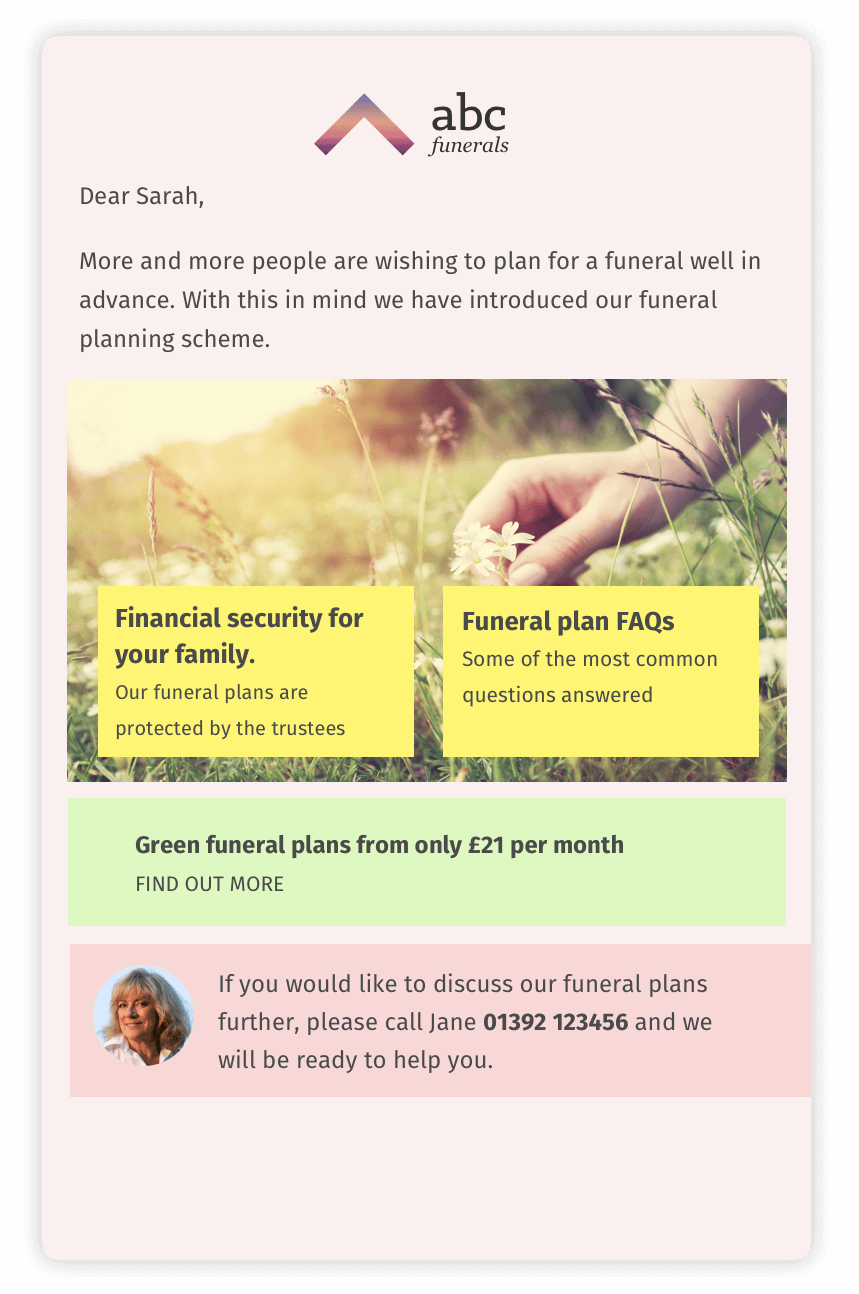 abc
funerals
Dear Sarah,
More and more people are wishing to plan for a funeral well in
advance. With this in mind we have introduced our funeral
planning scheme.
Financial security for
your family.
Our funeral plans are
protected by the trustees
Funeral plan FAQs
Some of the most common
questions answered
Green funeral plans from only £21 per month
FIND OUT MORE
If you would like to discuss our funeral plans
further, please call Jane 01392 123456 and we
will be ready to help you.